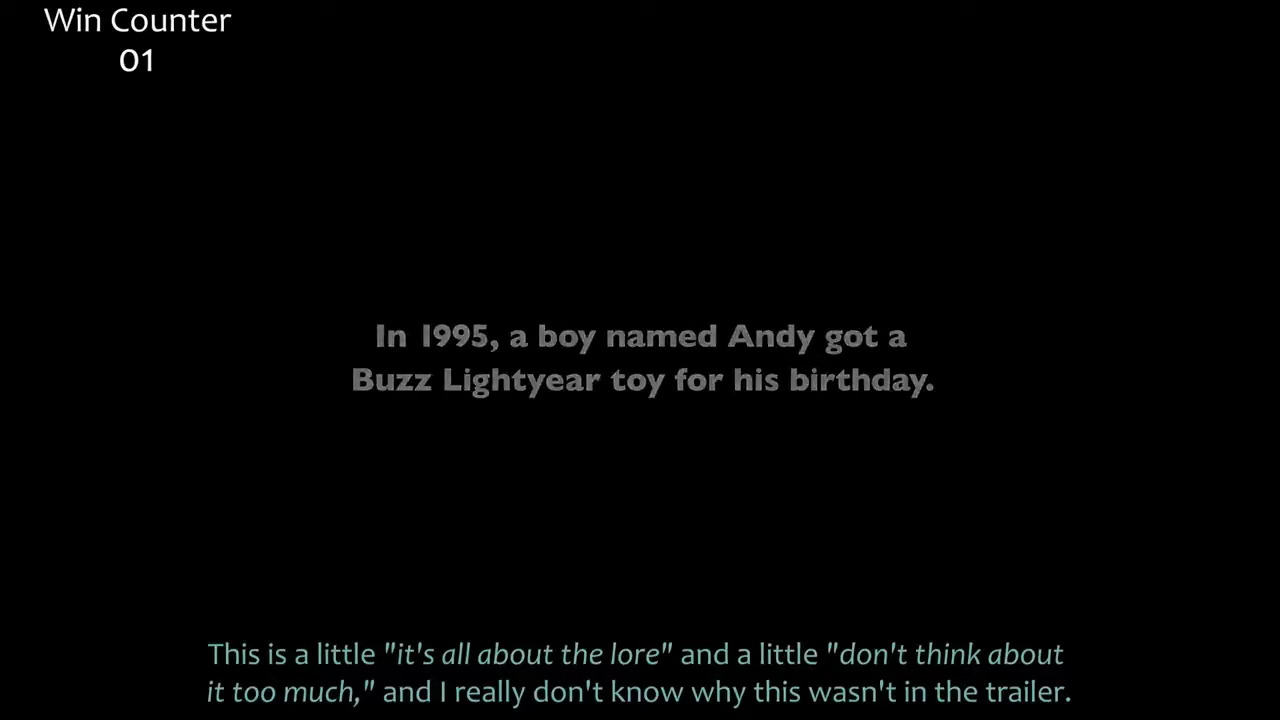 Win Counter
01
In 1995, a boy named Andy got a
Buzz Lightyear toy for his birthday.
This is a little "it's all about the lore" and a little "don't think about
it too much," and I really don't know why this wasn't in the trailer.